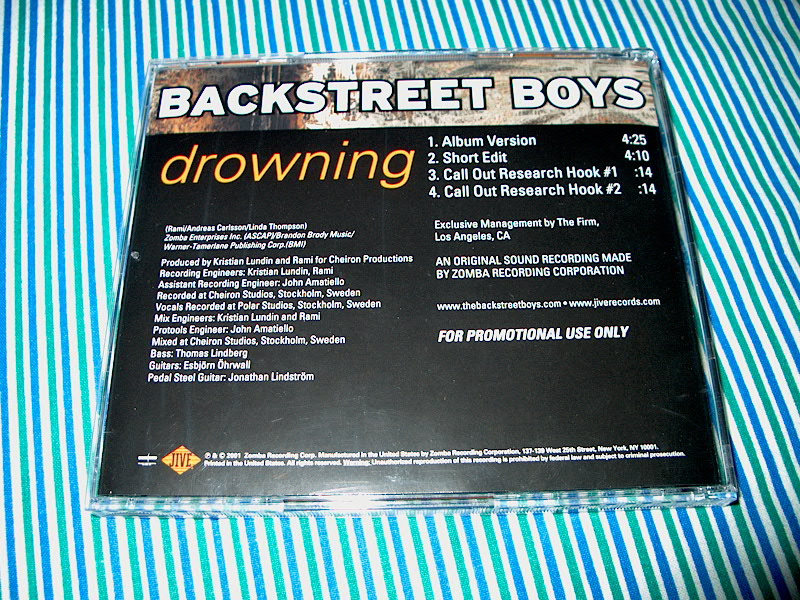 BACKSTREET BOYS
drowning
1. Album Version 4:25
2. Short Edit 4:10
3. Call Out Research Hook #1 :14
4. Call Out Research Hook #2 :14
(Rami/Andreas Carlsson/Linda Thompson)
Zomba Enterprises Inc. (ASCAP)/Brandon Brody Music/
Warner-Tamerlane Publishing Corp.(BMI)
Produced by Kristian Lundin and Rami for Cheiron Productions
Recording Engineers: Kristian Lundin, Rami
Assistant Recording Engineer: John Amatiello
Recorded at Cheiron Studios, Stockholm, Sweden
Vocals Recorded at Polar Studios, Stockholm, Sweden
Mix Engineers: Kristian Lundin and Rami
Protools Engineer: John Amatiello
Mixed at Cheiron Studios, Stockholm, Sweden
Bass: Thomas Lindberg
Guitars: Esbjörn Öhrwall
Pedal Steel Guitar: Jonathan Lindström
Exclusive Management by The Firm,
Los Angeles, CA
AN ORIGINAL SOUND RECORDING MADE
BY ZOMBA RECORDING CORPORATION
www.thebackstreetboys.com • www.jiverecords.com
FOR PROMOTIONAL USE ONLY
JIVE
℗ & © 2001 Zomba Recording Corp. Manufactured in the United States by Zomba Recording Corporation, 137-139 West 25th Street, New York, NY 10001.
Printed in the United States. All rights reserved. Warning: Unauthorized reproduction of this recording is prohibited by federal law and subject to criminal prosecution.